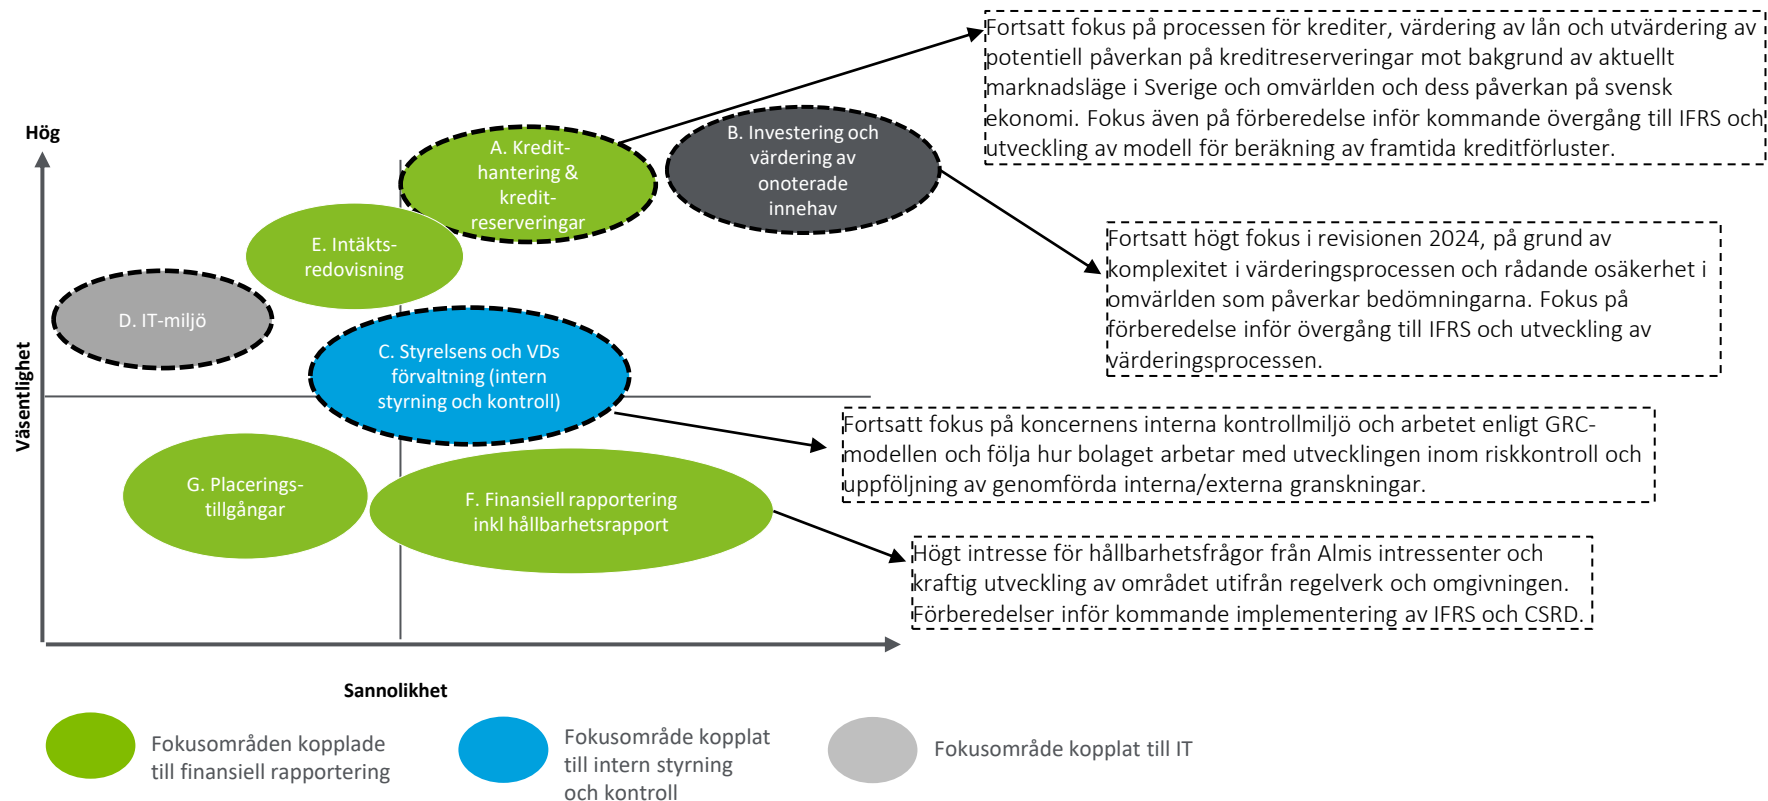 Fortsatt fokus på processen för krediter, värdering av lån och utvärdering av
potentiell påverkan på kreditreserveringar mot bakgrund av aktuellt
marknadsläge i Sverige och omvärlden och dess påverkan på svensk
ekonomi. Fokus även på förberedelse inför kommande övergång till IFRS och
utveckling av modell för beräkning av framtida kreditförluster.
Hög
A. Kredit-
hantering &
kredit-
reserveringar
B. Investering och
värdering av
onoterade
innehav
E. Intäkts-
redovisning
Fortsatt högt fokus i revisionen 2024, på grund av
komplexitet i värderingsprocessen och rådande osäkerhet i
omvärlden som påverkar bedömningarna. Fokus på
förberedelse inför övergång till IFRS och utveckling av
värderingsprocessen.
D. IT-miljö
C. Styrelsens och VDs
förvaltning (intern
styrning och kontroll)
Väsentlighet
Fortsatt fokus på koncernens interna kontrollmiljö och arbetet enligt GRC-
modellen och följa hur bolaget arbetar med utvecklingen inom riskkontroll och
uppföljning av genomförda interna/externa granskningar.
G. Placerings-
tillgångar
F. Finansiell rapportering
inkl hållbarhetsrapport
Högt intresse för hållbarhetsfrågor från Almis intressenter och
kraftig utveckling av området utifrån regelverk och omgivningen.
Förberedelser inför kommande implementering av IFRS och CSRD.
Sannolikhet
Fokusområden kopplade
till finansiell rapportering
Fokusområde kopplat
till intern styrning
och kontroll
Fokusområde kopplat till IT